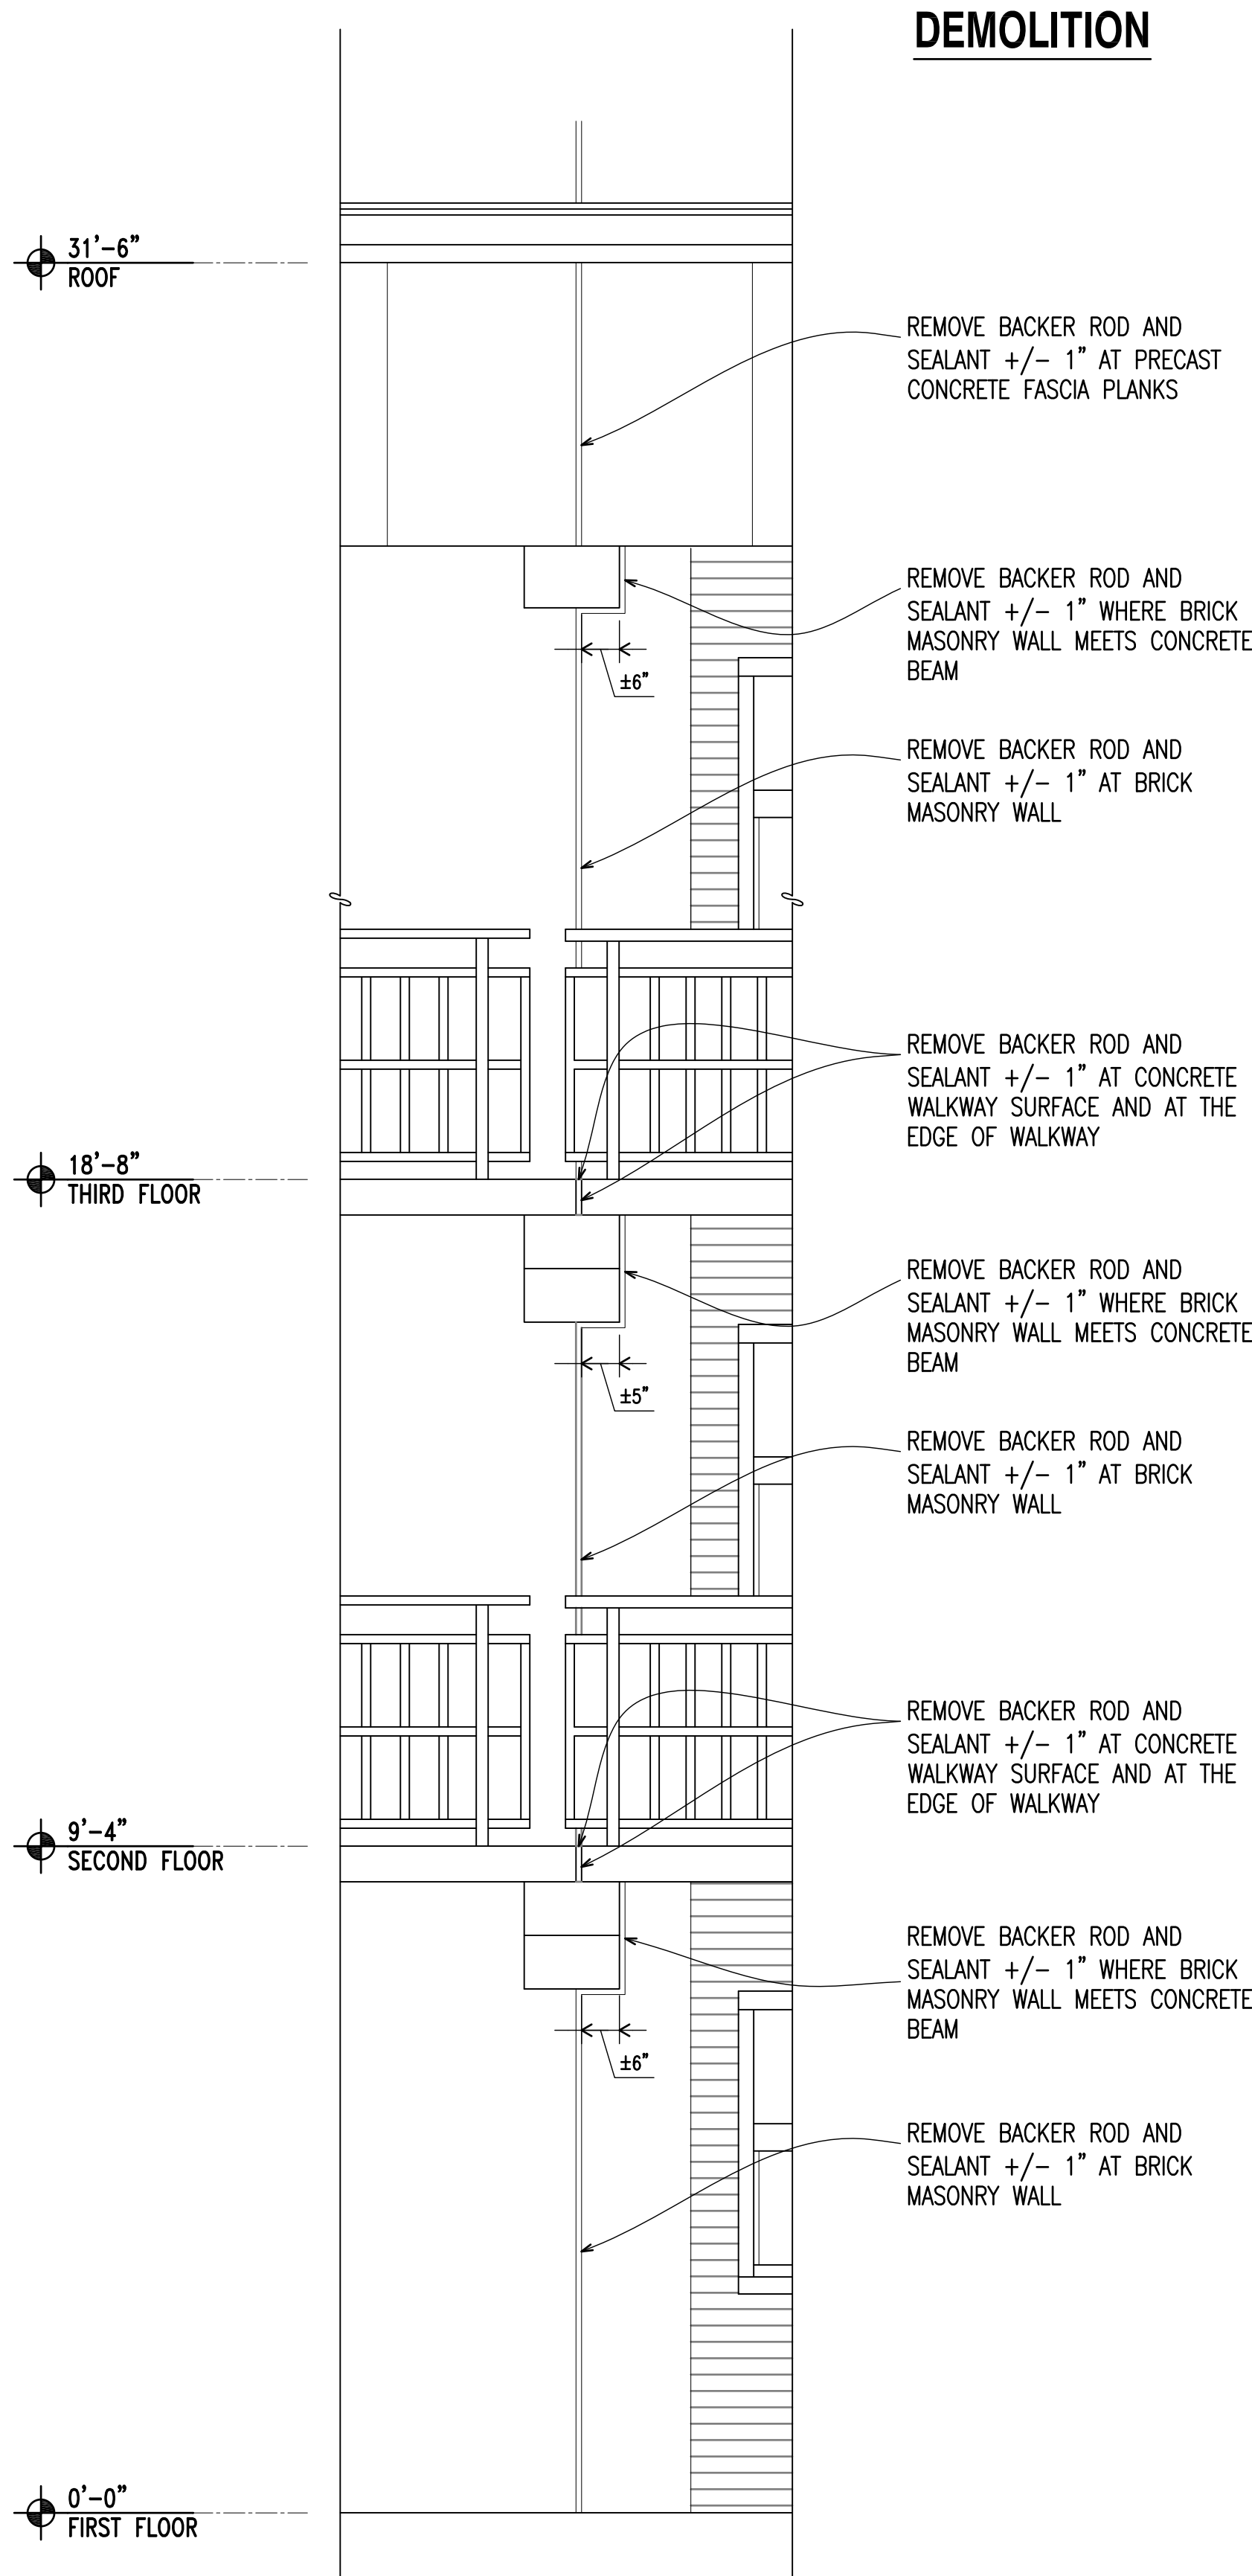 DEMOLITION
31'-6"
ROOF
REMOVE BACKER ROD AND
SEALANT +/- 1" AT PRECAST
CONCRETE FASCIA PLANKS
REMOVE BACKER ROD AND
SEALANT +/- 1" WHERE BRICK
MASONRY WALL MEETS CONCRETE
BEAM
±6"
REMOVE BACKER ROD AND
SEALANT +/- 1" AT BRICK
MASONRY WALL
REMOVE BACKER ROD AND
SEALANT +/- 1" AT CONCRETE
WALKWAY SURFACE AND AT THE
EDGE OF WALKWAY
18'-8"
THIRD FLOOR
REMOVE BACKER ROD AND
SEALANT +/- 1" WHERE BRICK
MASONRY WALL MEETS CONCRETE
BEAM
±5"
REMOVE BACKER ROD AND
SEALANT +/- 1" AT BRICK
MASONRY WALL
REMOVE BACKER ROD AND
SEALANT +/- 1" AT CONCRETE
WALKWAY SURFACE AND AT THE
EDGE OF WALKWAY
9'-4"
SECOND FLOOR
REMOVE BACKER ROD AND
SEALANT +/- 1" WHERE BRICK
MASONRY WALL MEETS CONCRETE
BEAM
±6"
REMOVE BACKER ROD AND
SEALANT +/- 1" AT BRICK
MASONRY WALL
0'-0"
FIRST FLOOR